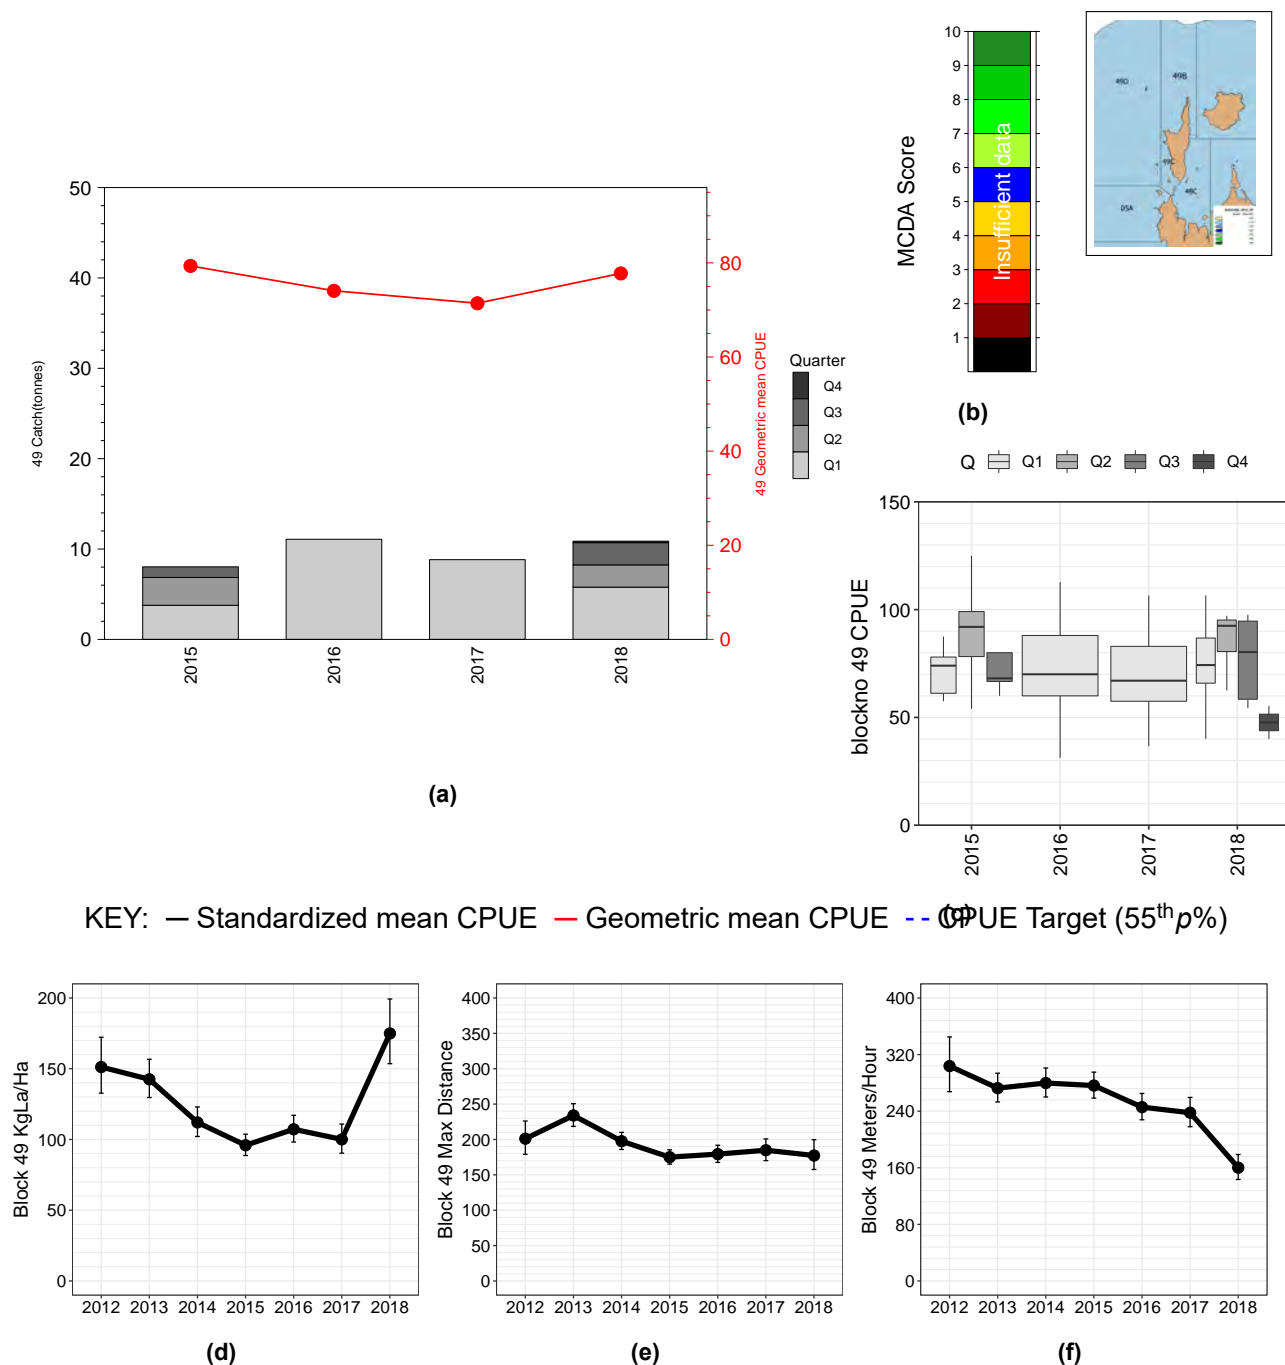 50
40
30
20
10
0
49 Catch(tonnes)
80
60
40
20
0
49 Geometric mean CPUE
2015
2016
2017
2018
Quarter
Q4
Q3
Q2
Q1
(a)
MCDA Score
10
9
8
7
6
5
4
3
2
1
Insufficient data
49D
49B
49C
48C
(b)
Q Q1 Q2 Q3 Q4
150
100
50
0
blockno 49 CPUE
2015
2016
2017
2018
KEY: Standardized mean CPUE Geometric mean CPUE CPUE Target (55th p%)
200
150
100
50
0
Block 49 KgLa/Ha
2012 2013 2014 2015 2016 2017 2018
(d)
400
350
300
250
200
150
100
50
0
Block 49 Max Distance
2012 2013 2014 2015 2016 2017 2018
(e)
400
320
240
160
80
0
Block 49 Meters/Hour
2012 2013 2014 2015 2016 2017 2018
(f)